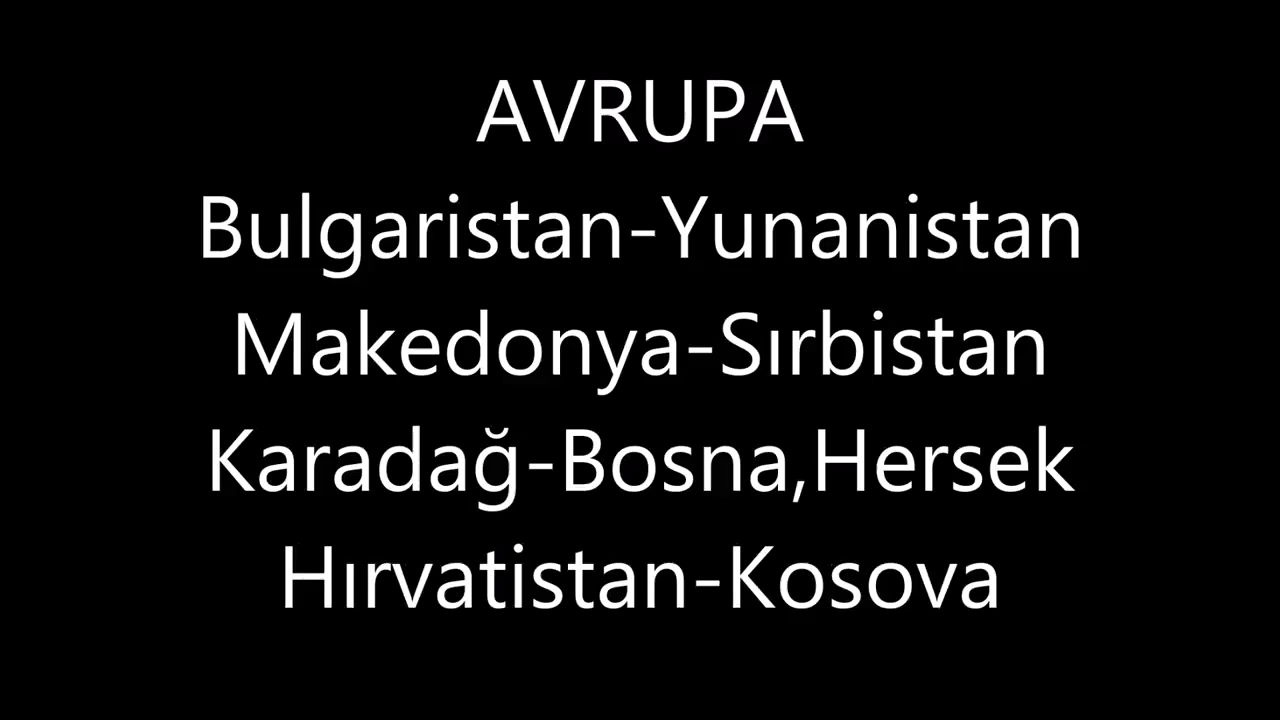 AVRUPA
Bulgaristan-Yunanistan
Makedonya-Sırbistan
Karadağ-Bosna,Hersek
Hırvatistan-Kosova